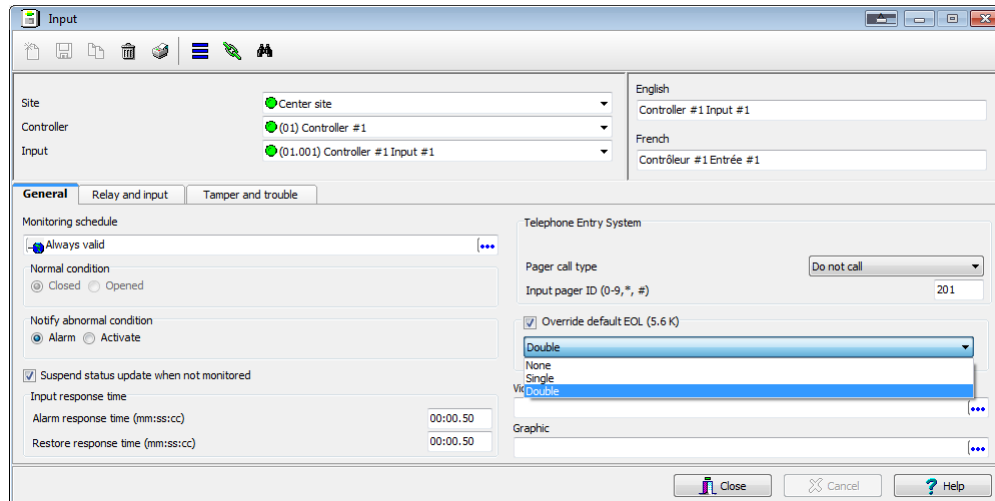 Input
Site
Center site
Controller
(01) Controller #1
Input
(01.001) Controller #1 Input #1
English
Controller #1 Input #1
French
Contrôleur #1 Entrée #1
General
Relay and input
Tamper and trouble
Monitoring schedule
Always valid
Normal condition
Closed
Opened
Notify abnormal condition
Alarm
Activate
Suspend status update when not monitored
Input response time
Alarm response time (mm:ss:cc)
00:00.50
Restore response time (mm:ss:cc)
00:00.50
Telephone Entry System
Pager call type
Do not call
Input pager ID (0-9,*, #)
201
Override default EOL (5.6 K)
Double
None
Single
Double
Graphic
Close
Cancel
Help